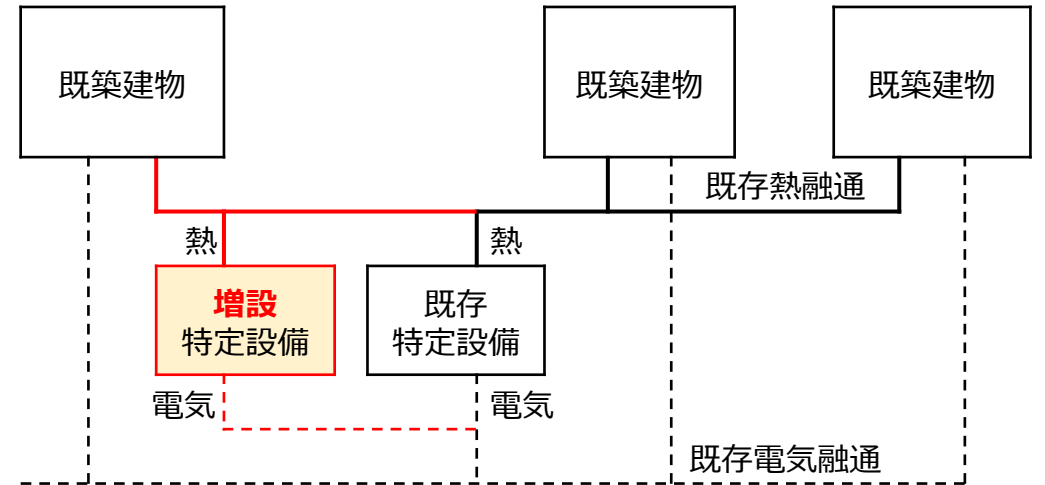 既築建物
既築建物
既築建物
既存熱融通
熱
熱
増設
特定設備
既存
特定設備
電気
電気
既存電気融通